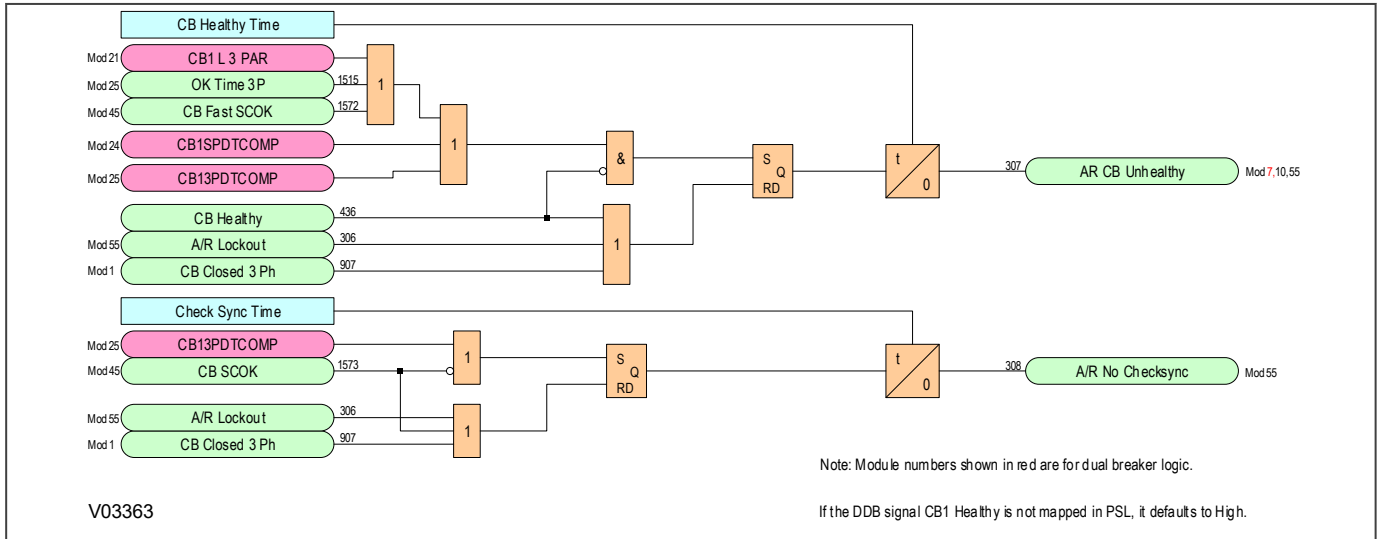 CB Healthy Time
Mod 21 CB1 L 3 PAR
Mod 25 OK Time 3P 1515
Mod 45 CB Fast SCOK 1572
1
Mod 24 CB1SPDTCOMP
Mod 25 CB13PDTCOMP
1
&
S
Q
RD
t
0
307 AR CB Unhealthy Mod 7,10,55
CB Healthy 436
Mod 55 A/R Lockout 306
Mod 1 CB Closed 3 Ph 907
1
Check Sync Time
Mod 25 CB13PDTCOMP
Mod 45 CB SCOK 1573
1
S
Q
RD
t
0
308 A/R No Checksync Mod 55
Mod 55 A/R Lockout 306
Mod 1 CB Closed 3 Ph 907
1
Note: Module numbers shown in red are for dual breaker logic.
V03363
If the DDB signal CB1 Healthy is not mapped in PSL, it defaults to High.